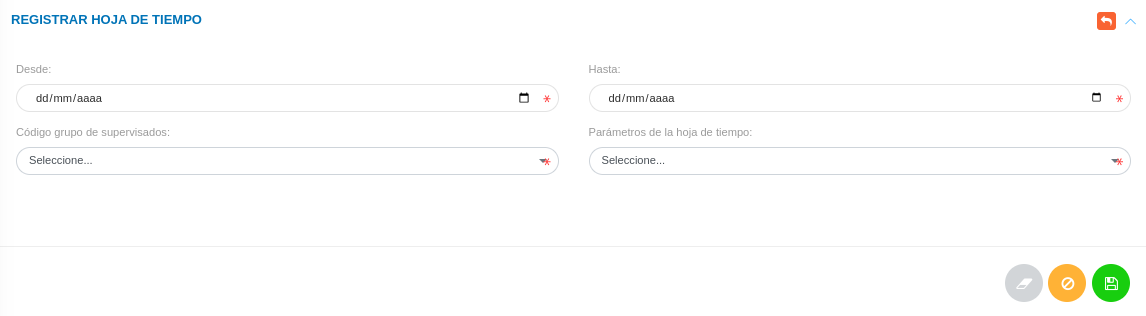 REGISTRAR HOJA DE TIEMPO
Desde:
Hasta:
dd/mm/aaaa
dd/mm/aaaa
Código grupo de supervisados:
Parámetros de la hoja de tiempo:
Seleccione...
Seleccione...